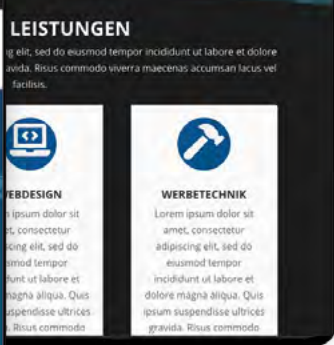 LEISTUNGEN
g elit, sed do eiusmod tempor incididunt ut labore et dolore
avida. Risus commodo viverra maecenas accumsan lacus vel
facilisis.
EBDESIGN
ipsum dolor sit
et, consectetur
iscing elit, sed do
usmod tempor
idunt ut labore et
magna aliqua. Quis
suspendisse ultrices
Risus commodo
WERBETECHNIK
Lorem ipsum dolor sit
amet, consectetur
adipiscing elit, sed do
eiusmod tempor
incididunt ut labore et
dolore magna aliqua. Quis
ipsum suspendisse ultrices
gravida. Risus commodo